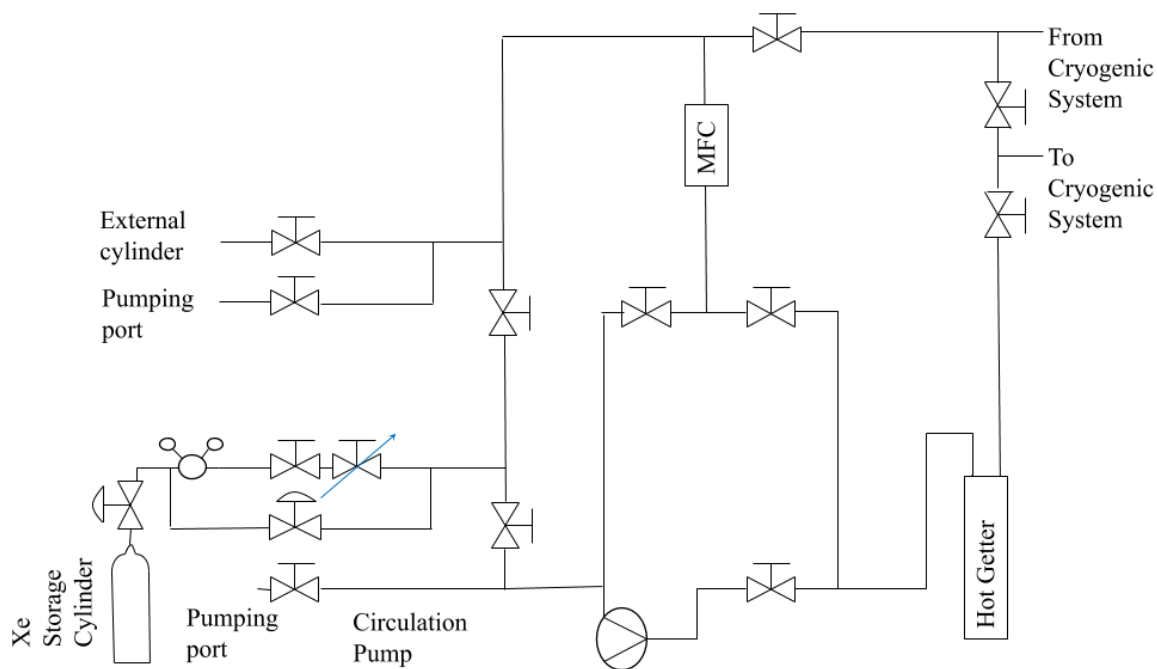 From
Cryogenic
System
MFC
To
Cryogenic
System
External
cylinder
Pumping
port
Xe
Storage
Cylinder
Pumping
port
Circulation
Pump
Hot Getter